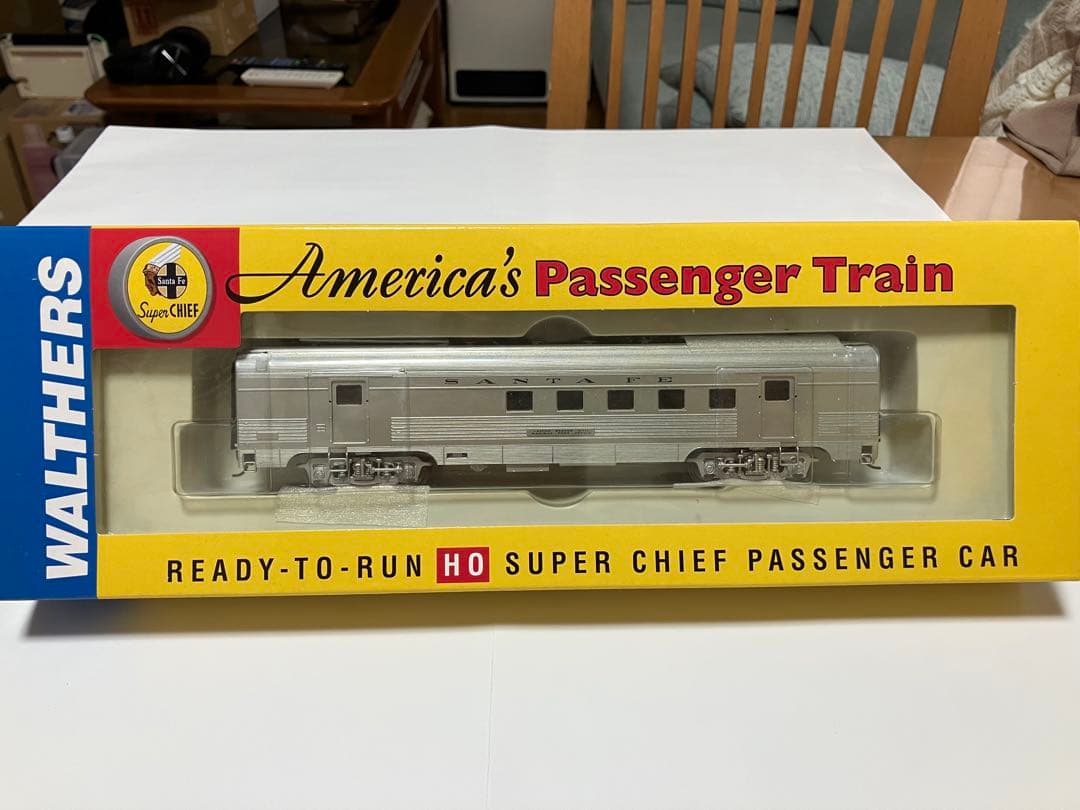 WALTHERS
Santa Fe
Super CHIEF
America's Passenger Train
SANTA FE
READY-TO-RUN HO SUPER CHIEF PASSENGER CAR